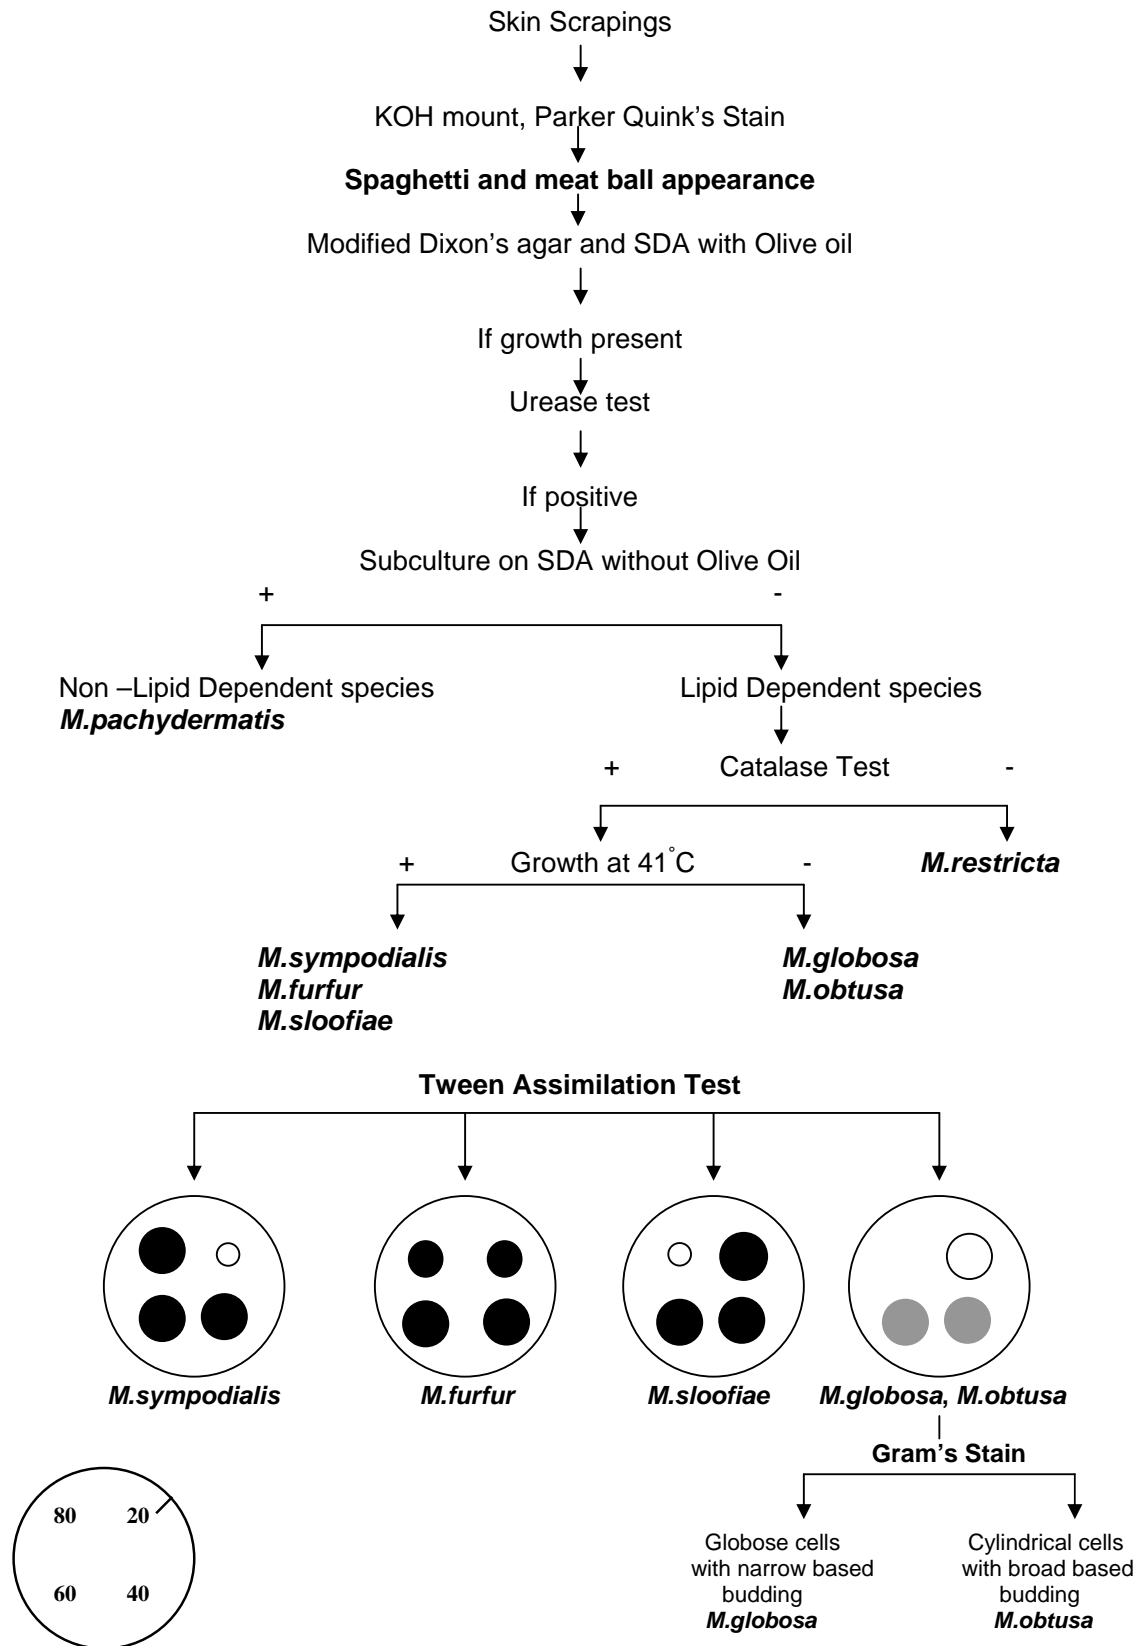 Skin Scrapings
KOH mount, Parker Quink's Stain
Spaghetti and meat ball appearance
Modified Dixon's agar and SDA with Olive oil
If growth present
Urease test
If positive
Subculture on SDA without Olive Oil
+ -
Non –Lipid Dependent species
M.pachydermatis
Lipid Dependent species
+ Catalase Test -
+ Growth at 41°C -
M.restricta
M.sympodialis
M.furfur
M.sloofiae
M.globosa
M.obtusa
Tween Assimilation Test
M.sympodialis
M.furfur
M.sloofiae
M.globosa, M.obtusa
Gram's Stain
80 20
60 40
Globose cells
with narrow based
budding
M.globosa
Cylindrical cells
with broad based
budding
M.obtusa